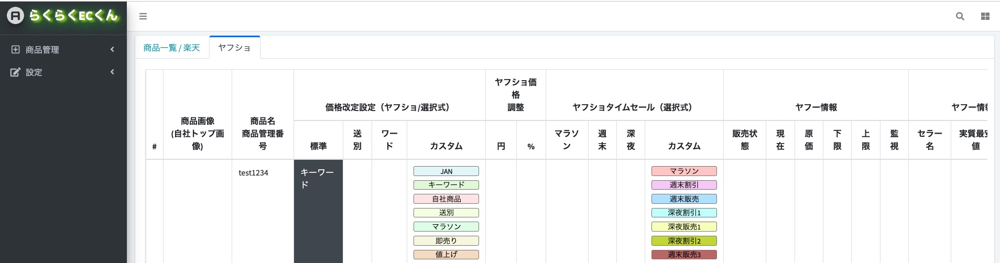 らくらくECくん
商品管理
設定
商品一覧 / 楽天
ヤフショ
#
商品画像
(自社トップ画
像)
商品名
商品管理番
号
価格改定設定（ヤフショ/選択式）
ヤフショ価
格
調整
ヤフショタイムセール（選択式）
ヤフー情報
ヤフー情
標準
送
別
ワー
ド
カスタム
円
%
マラソ
ン
週
末
深
夜
カスタム
販売状
態
現
在
原
価
下
限
上
限
監
視
セラー
名
実質最安
値
test1234
キーワー
ド
JAN
キーワード
自社商品
送別
マラソン
即売り
値上げ
マラソン
週末割引
週末販売
深夜割引1
深夜販売1
深夜割引2
週末販売3